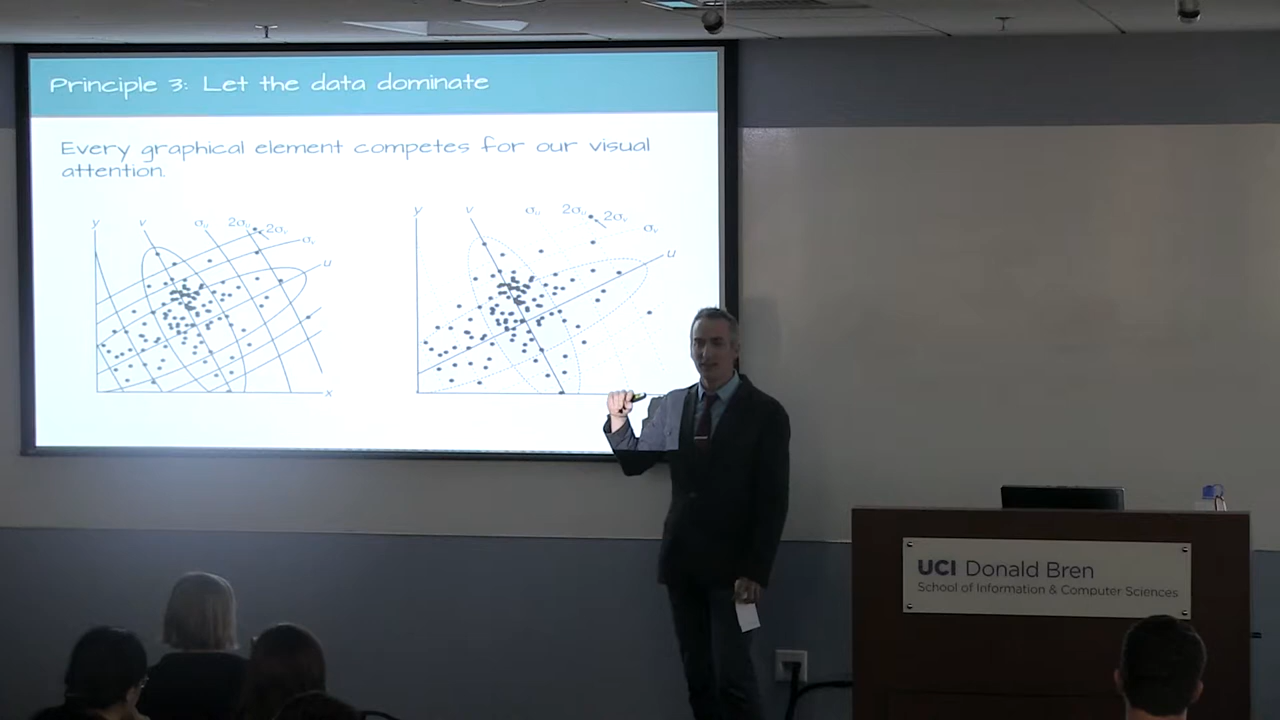 Principle 3: Let the data dominate
Every graphical element competes for our visual
attention.
y v σᵤ 2σᵤ 2σᵥ
σᵥ
u
x
y v σᵤ 2σᵤ 2σᵥ
σᵥ
u
UCI Donald Bren
School of Information & Computer Sciences